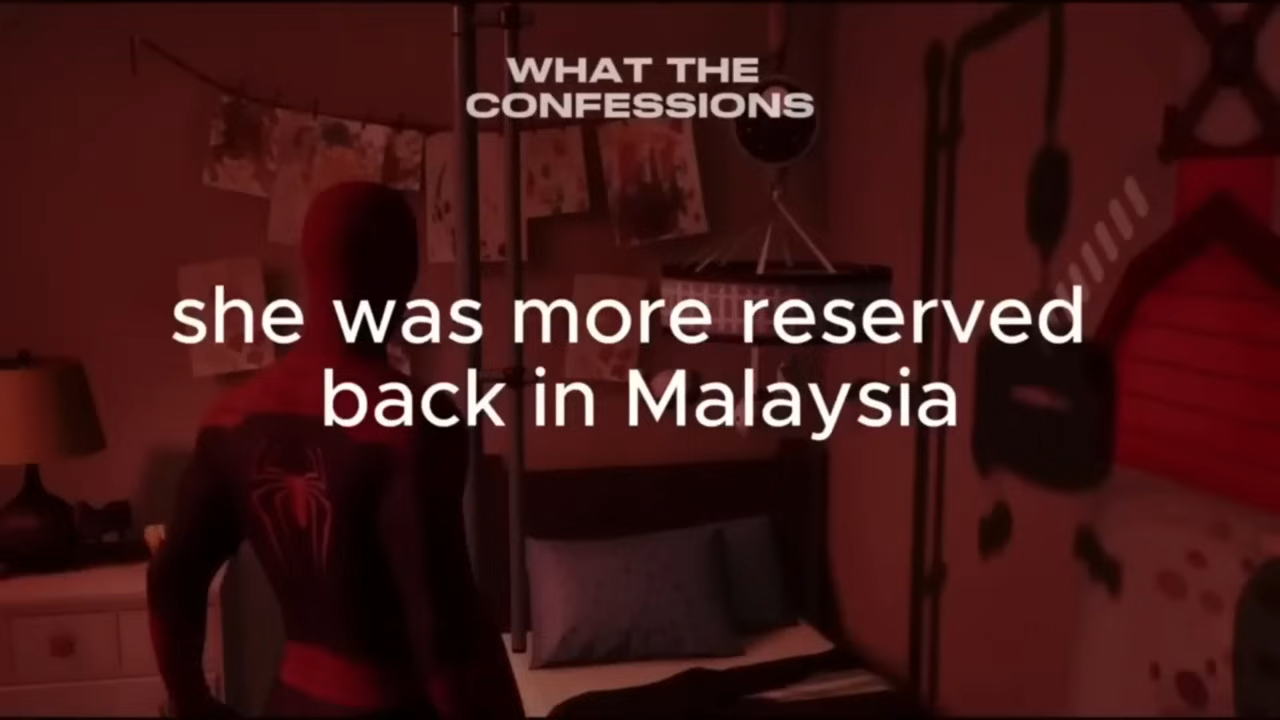 WHAT THE
CONFESSIONS
she was more reserved
back in Malaysia